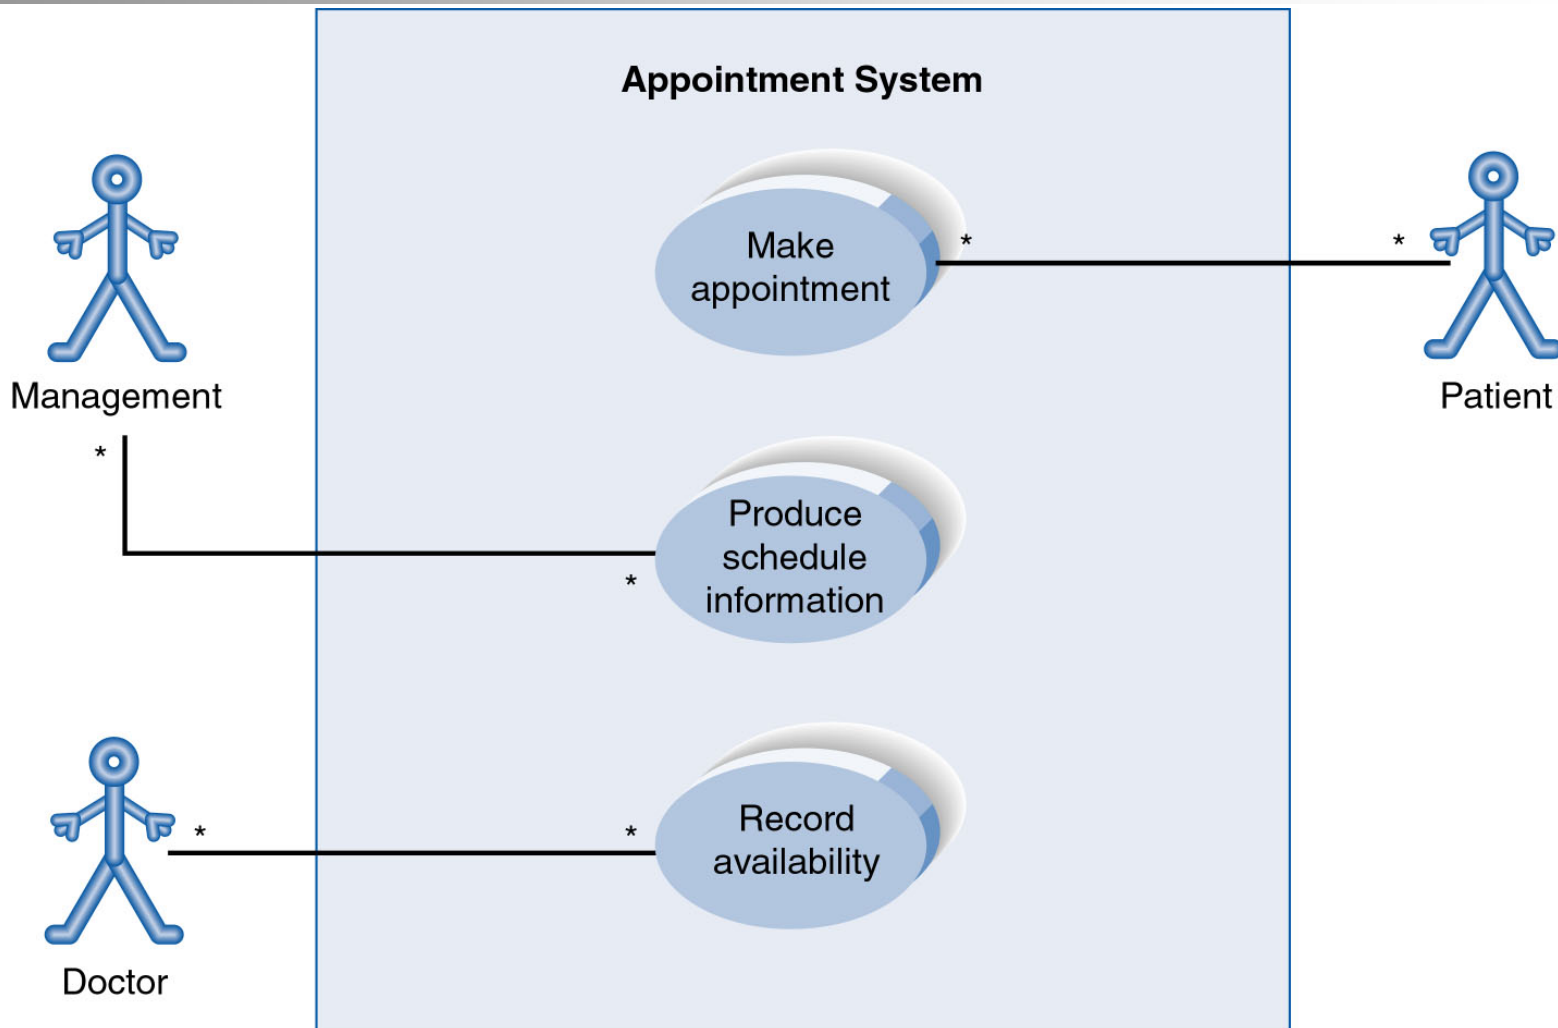 Appointment System
Make
appointment
*
*
Management
Patient
*
Produce
schedule
information
*
Record
availability
*
*
Doctor